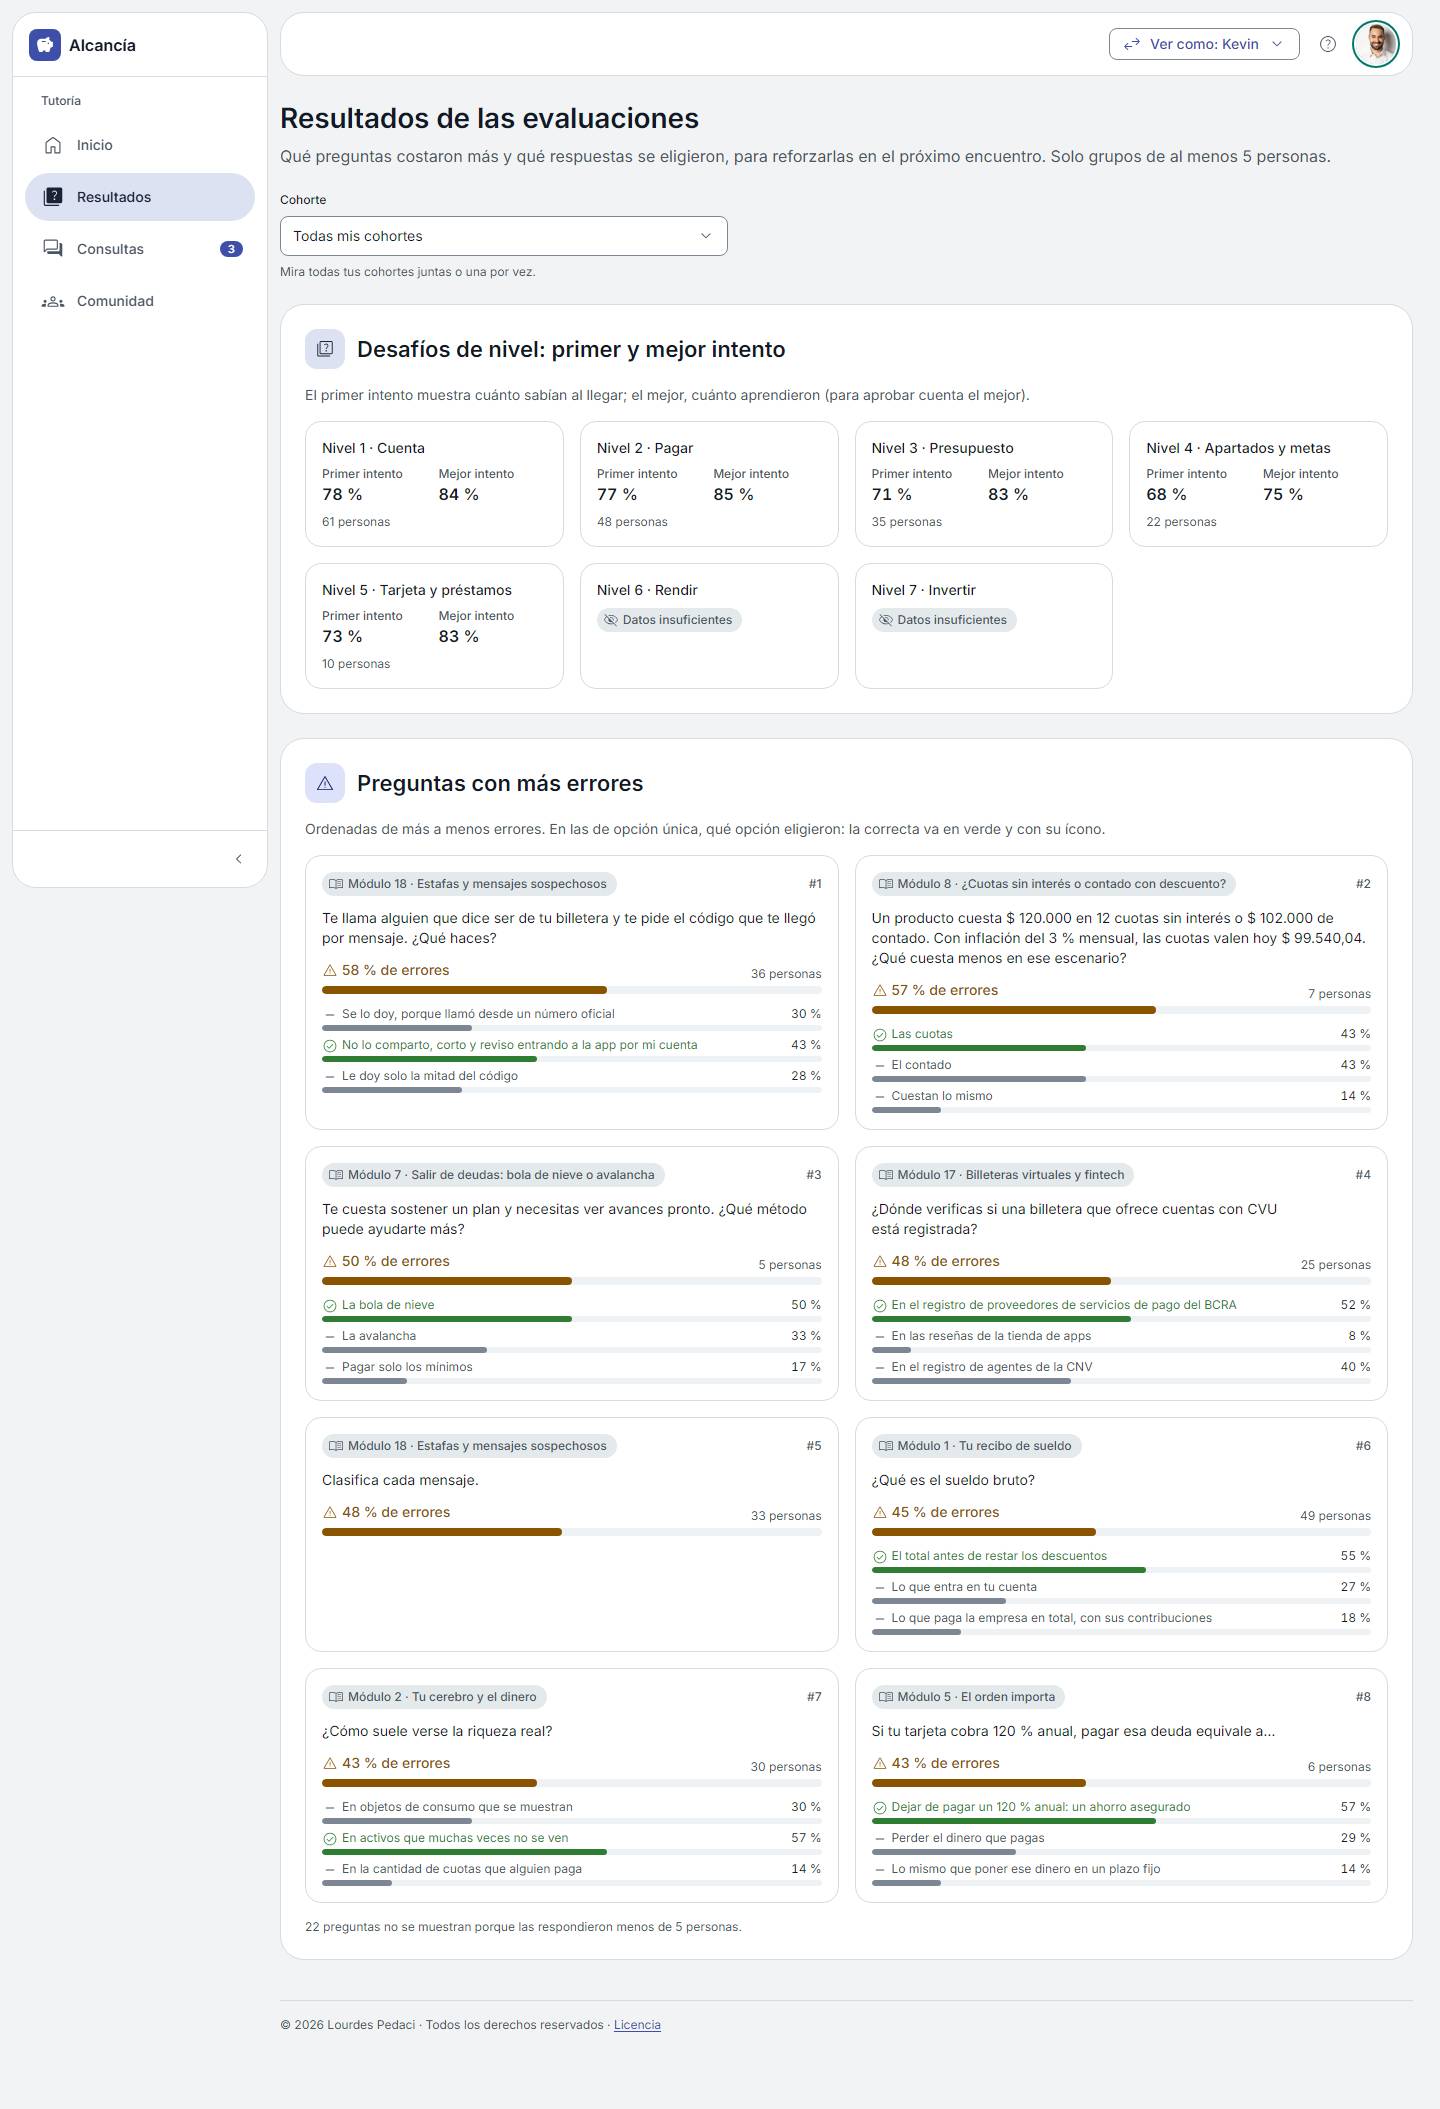 Alcancía
Ver como: Kevin
Tutoría
Inicio
Resultados
Consultas
3
Comunidad
Resultados de las evaluaciones
Qué preguntas costaron más y qué respuestas se eligieron, para reforzarlas en el próximo encuentro. Solo grupos de al menos 5 personas.
Cohorte
Todas mis cohortes
Mira todas tus cohortes juntas o una por vez.
Desafíos de nivel: primer y mejor intento
El primer intento muestra cuánto sabían al llegar; el mejor, cuánto aprendieron (para aprobar cuenta el mejor).
Nivel 1 · Cuenta
Primer intento Mejor intento
78 % 84 %
61 personas
Nivel 2 · Pagar
Primer intento Mejor intento
77 % 85 %
48 personas
Nivel 3 · Presupuesto
Primer intento Mejor intento
71 % 83 %
35 personas
Nivel 4 · Apartados y metas
Primer intento Mejor intento
68 % 75 %
22 personas
Nivel 5 · Tarjeta y préstamos
Primer intento Mejor intento
73 % 83 %
10 personas
Nivel 6 · Rendir
Datos insuficientes
Nivel 7 · Invertir
Datos insuficientes
Preguntas con más errores
Ordenadas de más a menos errores. En las de opción única, qué opción eligieron: la correcta va en verde y con su ícono.
Módulo 18 · Estafas y mensajes sospechosos #1
Te llama alguien que dice ser de tu billetera y te pide el código que te llegó
por mensaje. ¿Qué haces?
58 % de errores 36 personas
Se lo doy, porque llamó desde un número oficial 30 %
No lo comparto, corto y reviso entrando a la app por mi cuenta 43 %
Le doy solo la mitad del código 28 %
Módulo 8 · ¿Cuotas sin interés o contado con descuento? #2
Un producto cuesta $ 120.000 en 12 cuotas sin interés o $ 102.000 de
contado. Con inflación del 3 % mensual, las cuotas valen hoy $ 99.540,04.
¿Qué cuesta menos en ese escenario?
57 % de errores 7 personas
Las cuotas 43 %
El contado 43 %
Cuestan lo mismo 14 %
Módulo 7 · Salir de deudas: bola de nieve o avalancha #3
Te cuesta sostener un plan y necesitas ver avances pronto. ¿Qué método
puede ayudarte más?
50 % de errores 5 personas
La bola de nieve 50 %
La avalancha 33 %
Pagar solo los mínimos 17 %
Módulo 17 · Billeteras virtuales y fintech #4
¿Dónde verificas si una billetera que ofrece cuentas con CVU
está registrada?
48 % de errores 25 personas
En el registro de proveedores de servicios de pago del BCRA 52 %
En las reseñas de la tienda de apps 8 %
En el registro de agentes de la CNV 40 %
Módulo 18 · Estafas y mensajes sospechosos #5
Clasifica cada mensaje.
48 % de errores 33 personas
Módulo 1 · Tu recibo de sueldo #6
¿Qué es el sueldo bruto?
45 % de errores 49 personas
El total antes de restar los descuentos 55 %
Lo que entra en tu cuenta 27 %
Lo que paga la empresa en total, con sus contribuciones 18 %
Módulo 2 · Tu cerebro y el dinero #7
¿Cómo suele verse la riqueza real?
43 % de errores 30 personas
En objetos de consumo que se muestran 30 %
En activos que muchas veces no se ven 57 %
En la cantidad de cuotas que alguien paga 14 %
Módulo 5 · El orden importa #8
Si tu tarjeta cobra 120 % anual, pagar esa deuda equivale a…
43 % de errores 6 personas
Dejar de pagar un 120 % anual: un ahorro asegurado 57 %
Perder el dinero que pagas 29 %
Lo mismo que poner ese dinero en un plazo fijo 14 %
22 preguntas no se muestran porque las respondieron menos de 5 personas.
© 2026 Lourdes Pedaci · Todos los derechos reservados · Licencia